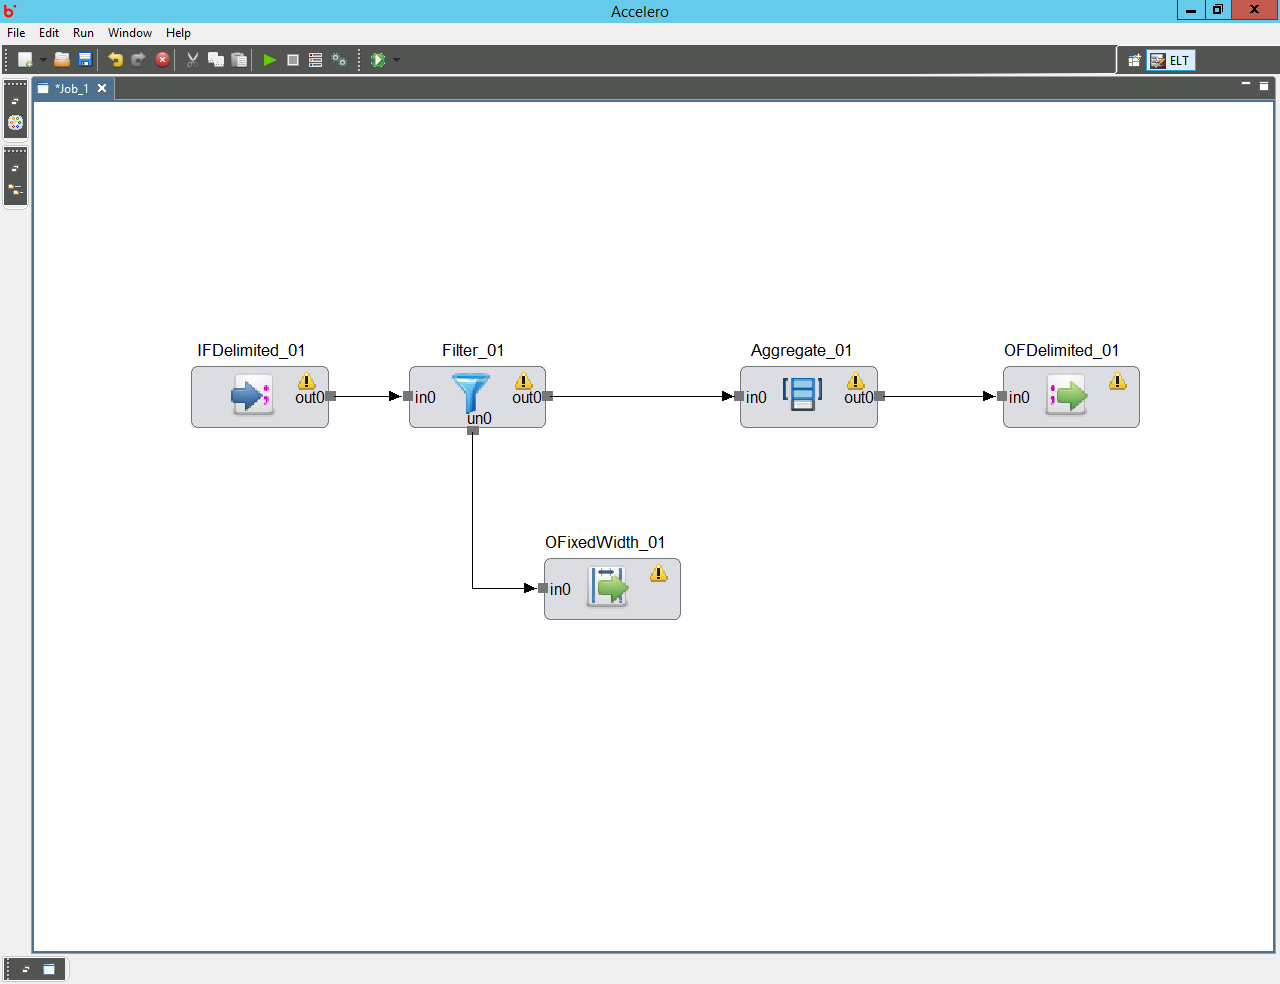 Accelero
File Edit Run Window Help
ELT
*Job_1
IFDelimited_01
Filter_01
Aggregate_01
OFDelimited_01
out0
in0
out0
un0
in0
out0
in0
OFixedWidth_01
in0